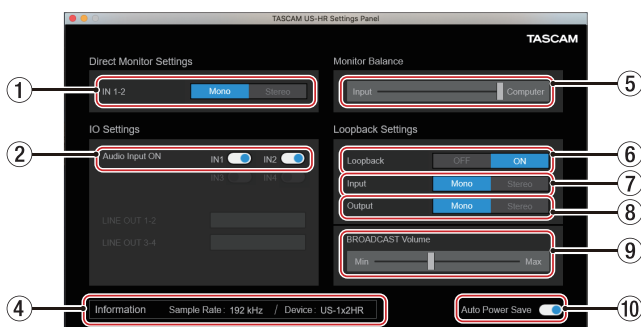 TASCAM US-HR Settings Panel
TASCAM
Direct Monitor Settings
1
IN 1-2
Mono
Stereo
Monitor Balance
Input
Computer
5
IO Settings
2
Audio Input ON
IN1
IN2
IN3
IN4
LINE OUT 1-2
LINE OUT 3-4
Loopback Settings
Loopback
OFF
ON
6
Input
Mono
Stereo
7
Output
Mono
Stereo
8
BROADCAST Volume
Min
Max
9
4
Information
Sample Rate : 192 kHz / Device : US-1x2HR
Auto Power Save
10